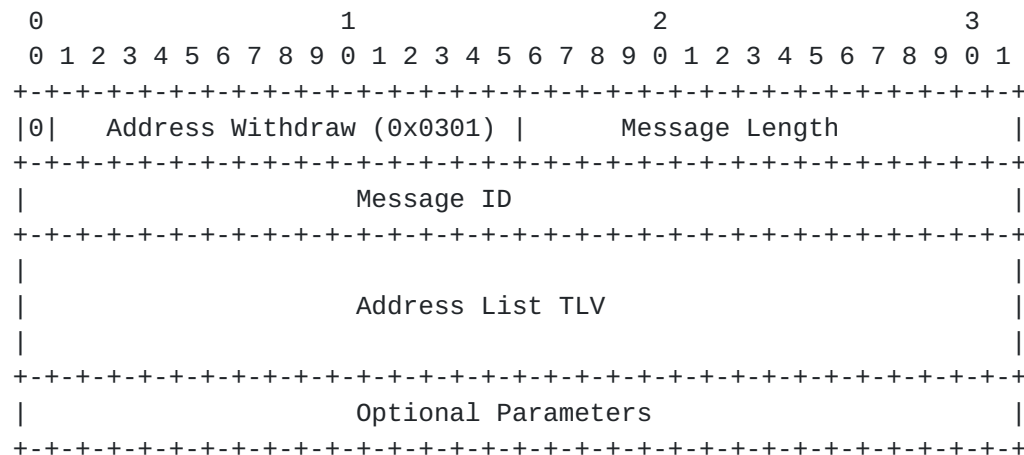 0                   1                   2                   3
 0 1 2 3 4 5 6 7 8 9 0 1 2 3 4 5 6 7 8 9 0 1 2 3 4 5 6 7 8 9 0 1
+-+-+-+-+-+-+-+-+-+-+-+-+-+-+-+-+-+-+-+-+-+-+-+-+-+-+-+-+-+-+-+-+
|0|   Address Withdraw (0x0301) |      Message Length           |
+-+-+-+-+-+-+-+-+-+-+-+-+-+-+-+-+-+-+-+-+-+-+-+-+-+-+-+-+-+-+-+-+
|                     Message ID                                |
+-+-+-+-+-+-+-+-+-+-+-+-+-+-+-+-+-+-+-+-+-+-+-+-+-+-+-+-+-+-+-+-+
|                                                               |
|                     Address List TLV                          |
|                                                               |
+-+-+-+-+-+-+-+-+-+-+-+-+-+-+-+-+-+-+-+-+-+-+-+-+-+-+-+-+-+-+-+-+
|                     Optional Parameters                       |
+-+-+-+-+-+-+-+-+-+-+-+-+-+-+-+-+-+-+-+-+-+-+-+-+-+-+-+-+-+-+-+-+